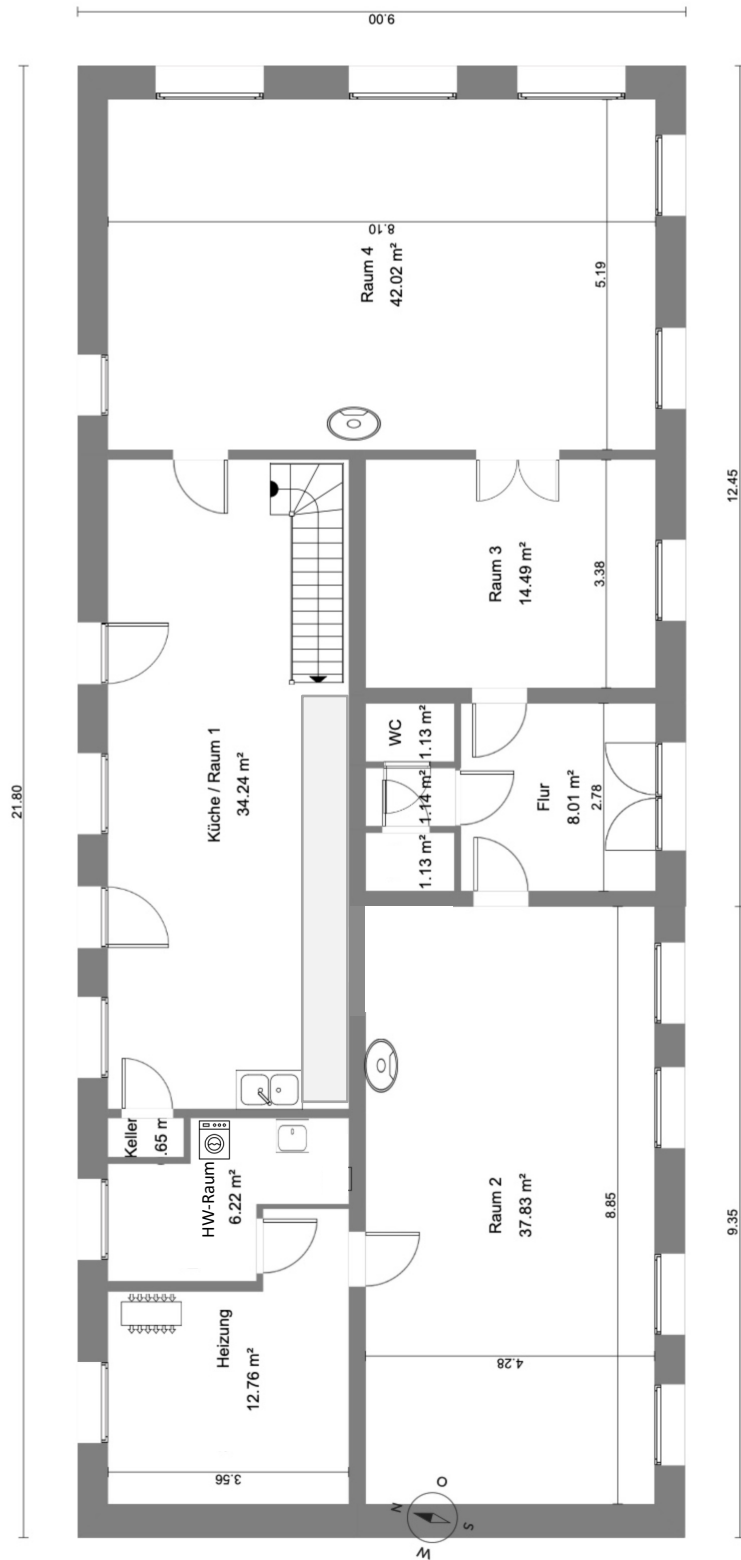 9.00
8.10
Raum 4
42.02 m²
5.19
12.45
Raum 3
14.49 m²
3.38
21.80
Küche / Raum 1
34.24 m²
WC
1.13 m²
1.14 m²
1.13 m²
Flur
8.01 m²
2.78
Keller
.65 m
HW-Raum
6.22 m²
Raum 2
37.83 m²
8.85
9.35
Heizung
12.76 m²
4.28
3.56
O
N
S
W